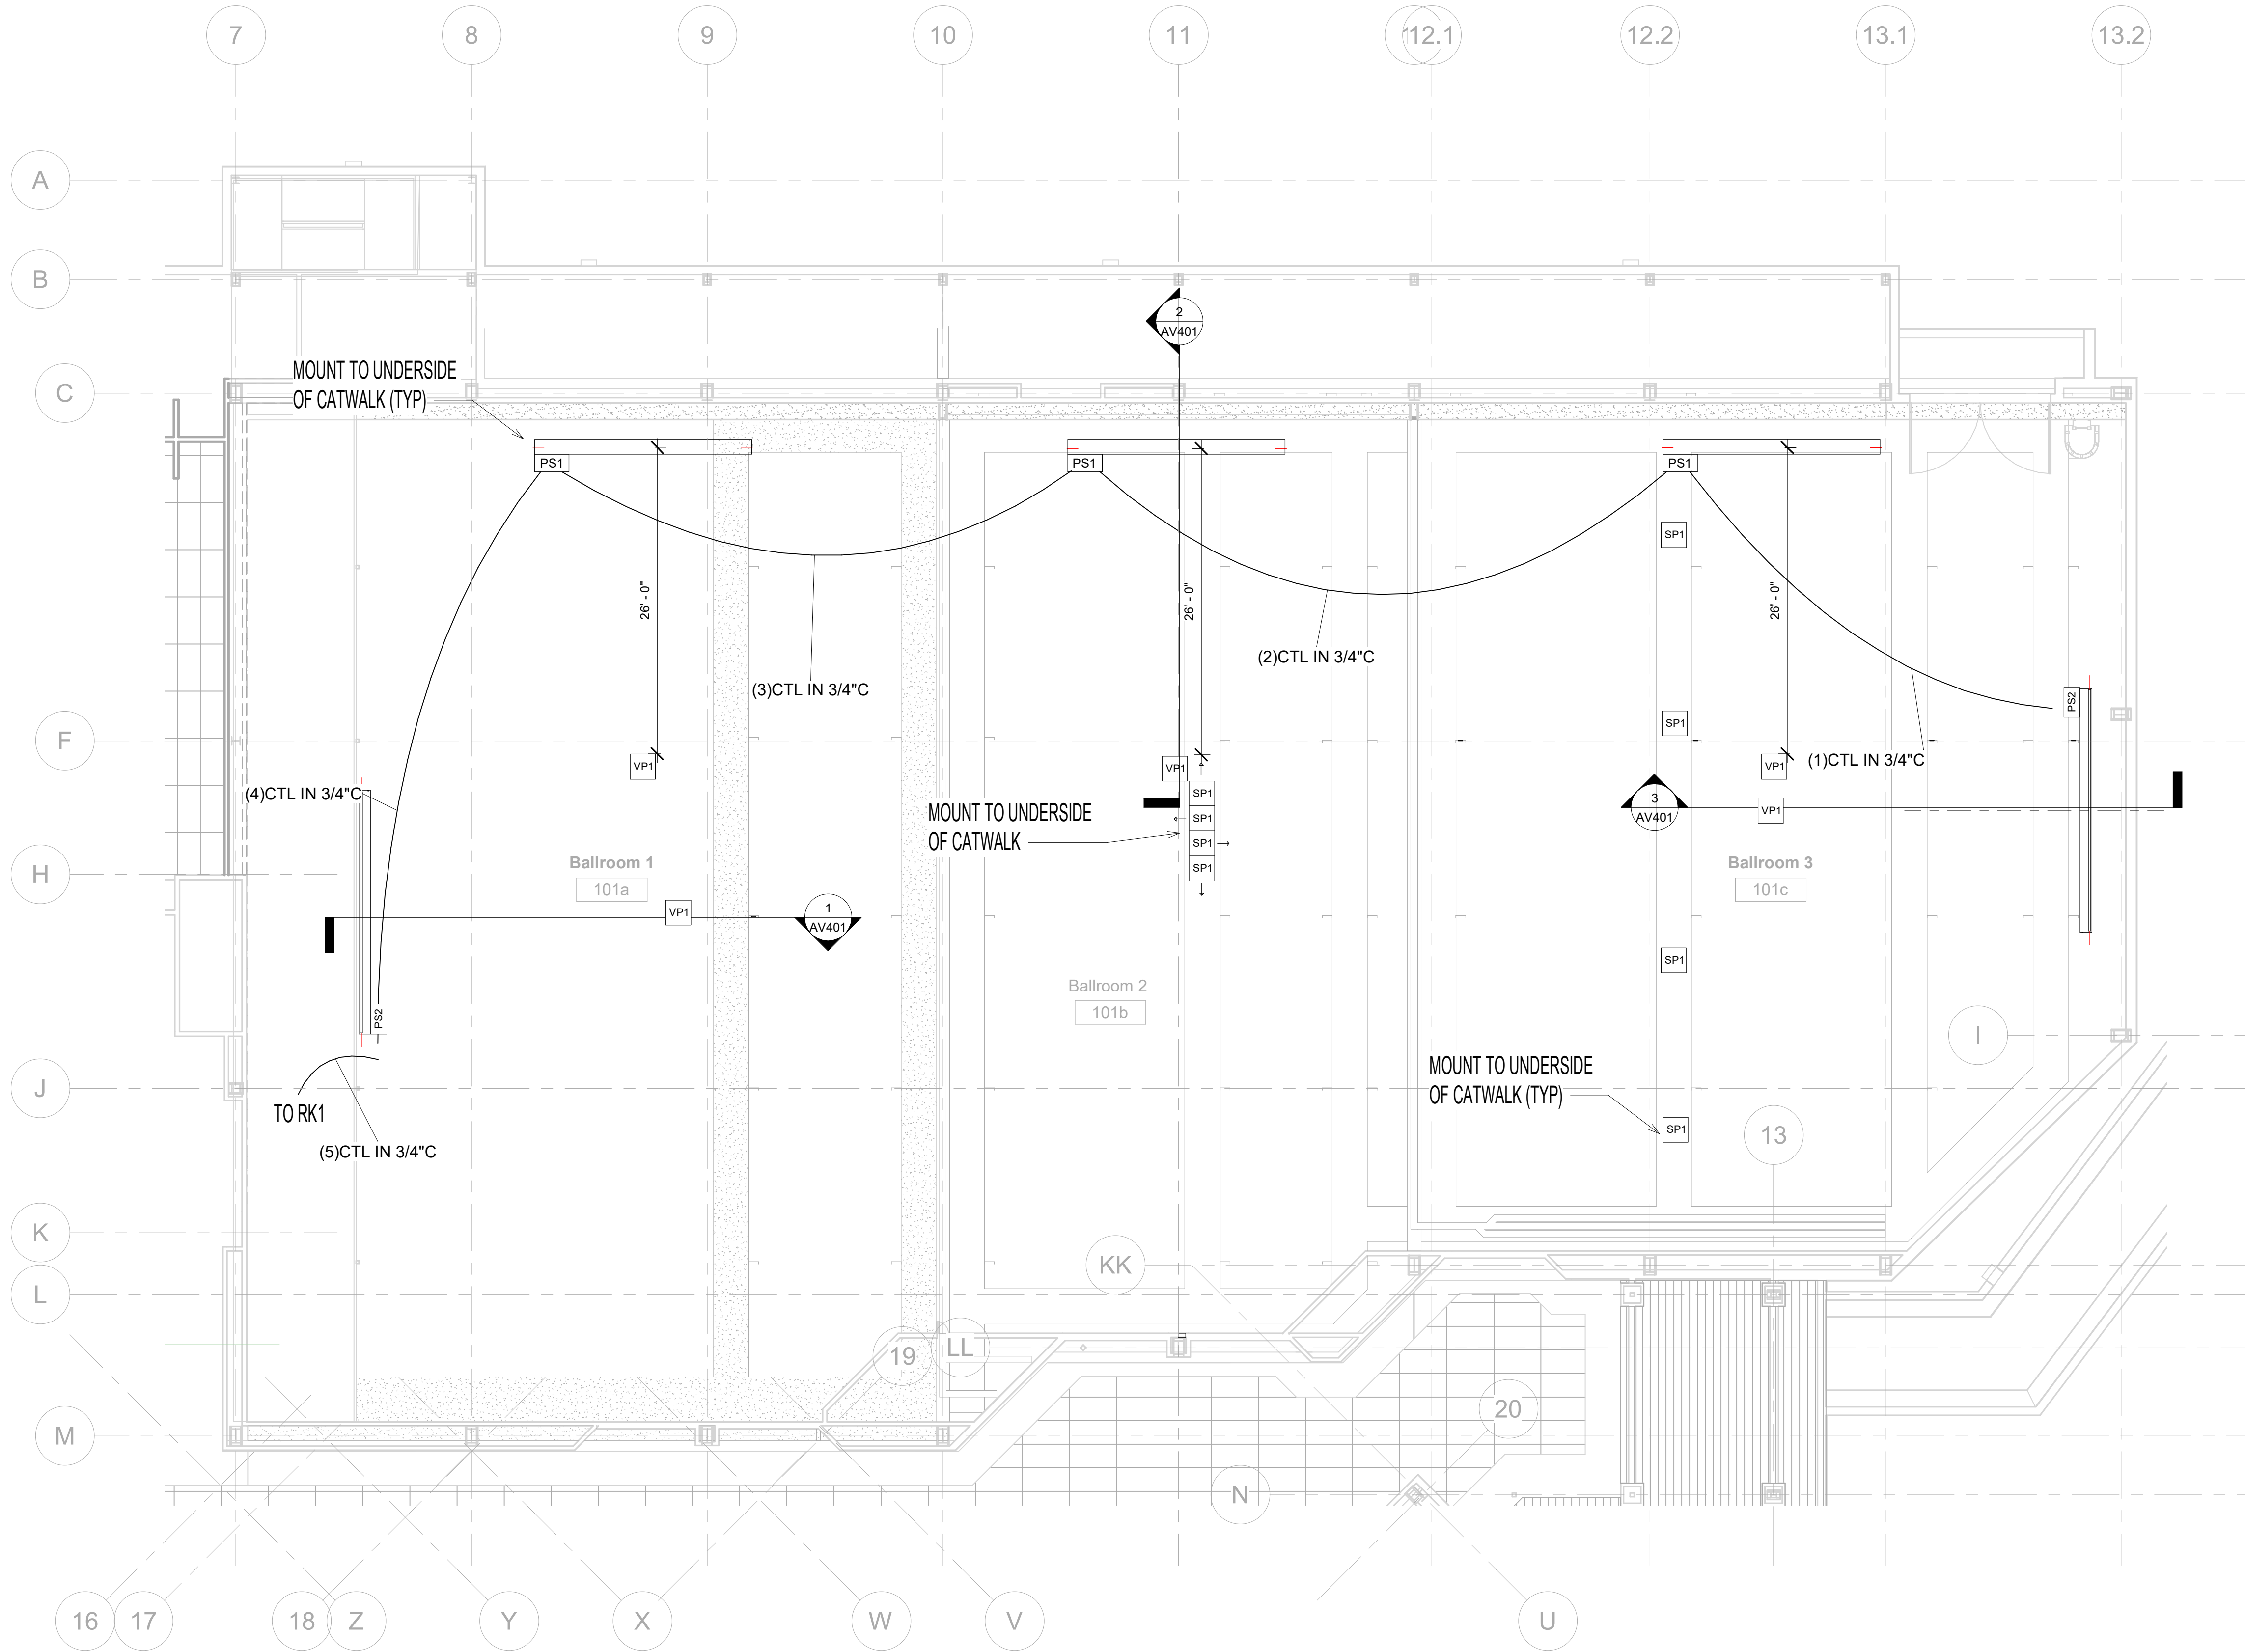 7
8
9
10
11
12.1
12.2
13.1
13.2
A
B
2
AV401
MOUNT TO UNDERSIDE
OF CATWALK (TYP)
C
PS1
PS1
PS1
SP1
26' - 0"
26' - 0"
26' - 0"
(2)CTL IN 3/4"C
(3)CTL IN 3/4"C
PS2
SP1
F
(1)CTL IN 3/4"C
VP1
VP1
VP1
(4)CTL IN 3/4"C
SP1
SP1
SP1
SP1
MOUNT TO UNDERSIDE
OF CATWALK
3
AV401
VP1
H
Ballroom 1
101a
Ballroom 3
101c
VP1
1
AV401
SP1
Ballroom 2
101b
PS2
I
J
TO RK1
(5)CTL IN 3/4"C
MOUNT TO UNDERSIDE
OF CATWALK (TYP)
SP1
13
K
KK
L
19
LL
20
M
N
16
17
18
Z
Y
X
W
V
U